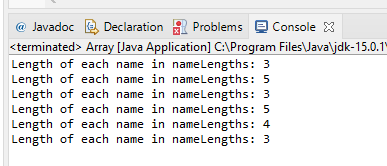 Javadoc Declaration Problems Console
<terminated> Array [Java Application] C:\Program Files\Java\jdk-15.0.1\
Length of each name in nameLengths: 3
Length of each name in nameLengths: 5
Length of each name in nameLengths: 3
Length of each name in nameLengths: 5
Length of each name in nameLengths: 4
Length of each name in nameLengths: 3